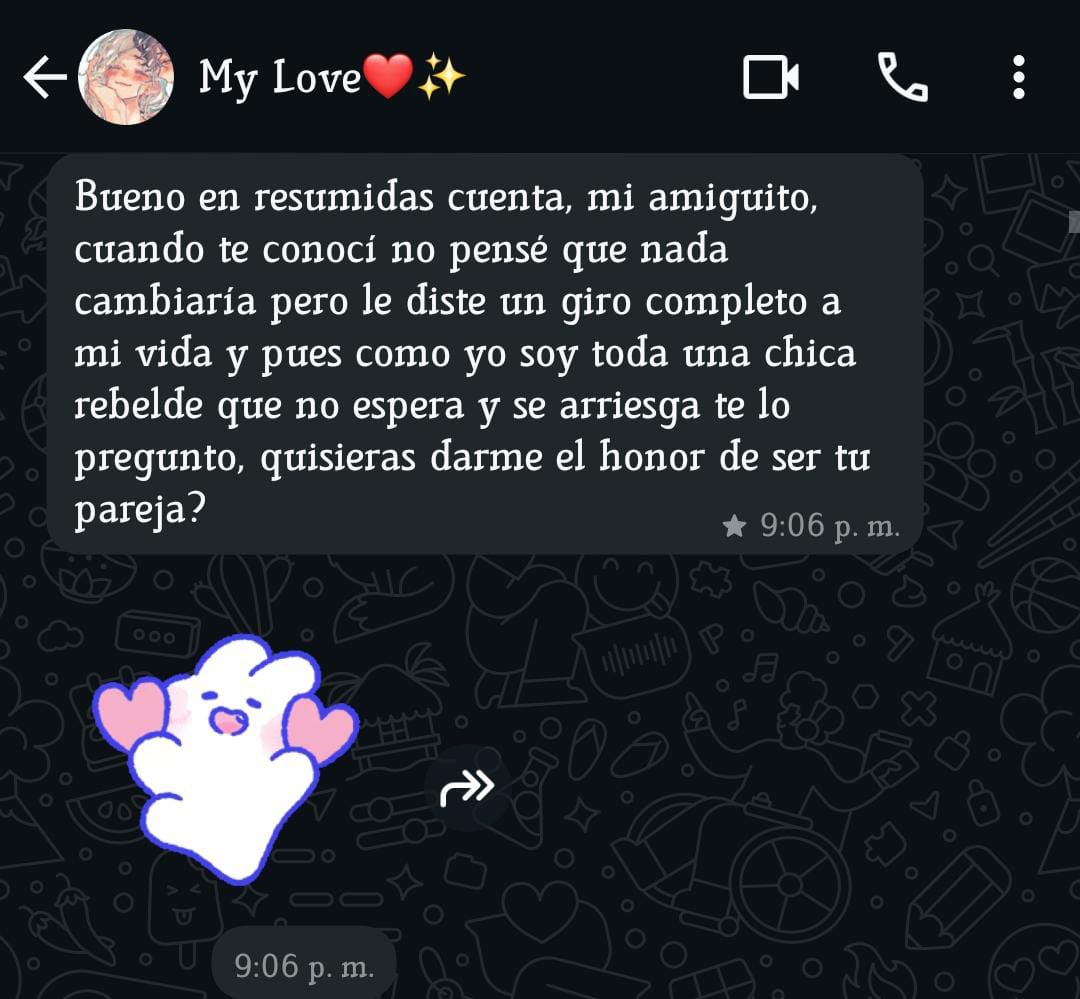 My Love❤️✨
Bueno en resumidas cuenta, mi amiguito,
cuando te conocí no pensé que nada
cambiaría pero le diste un giro completo a
mi vida y pues como yo soy toda una chica
rebelde que no espera y se arriesga te lo
pregunto, quisieras darme el honor de ser tu
pareja?
★ 9:06 p. m.
9:06 p. m.